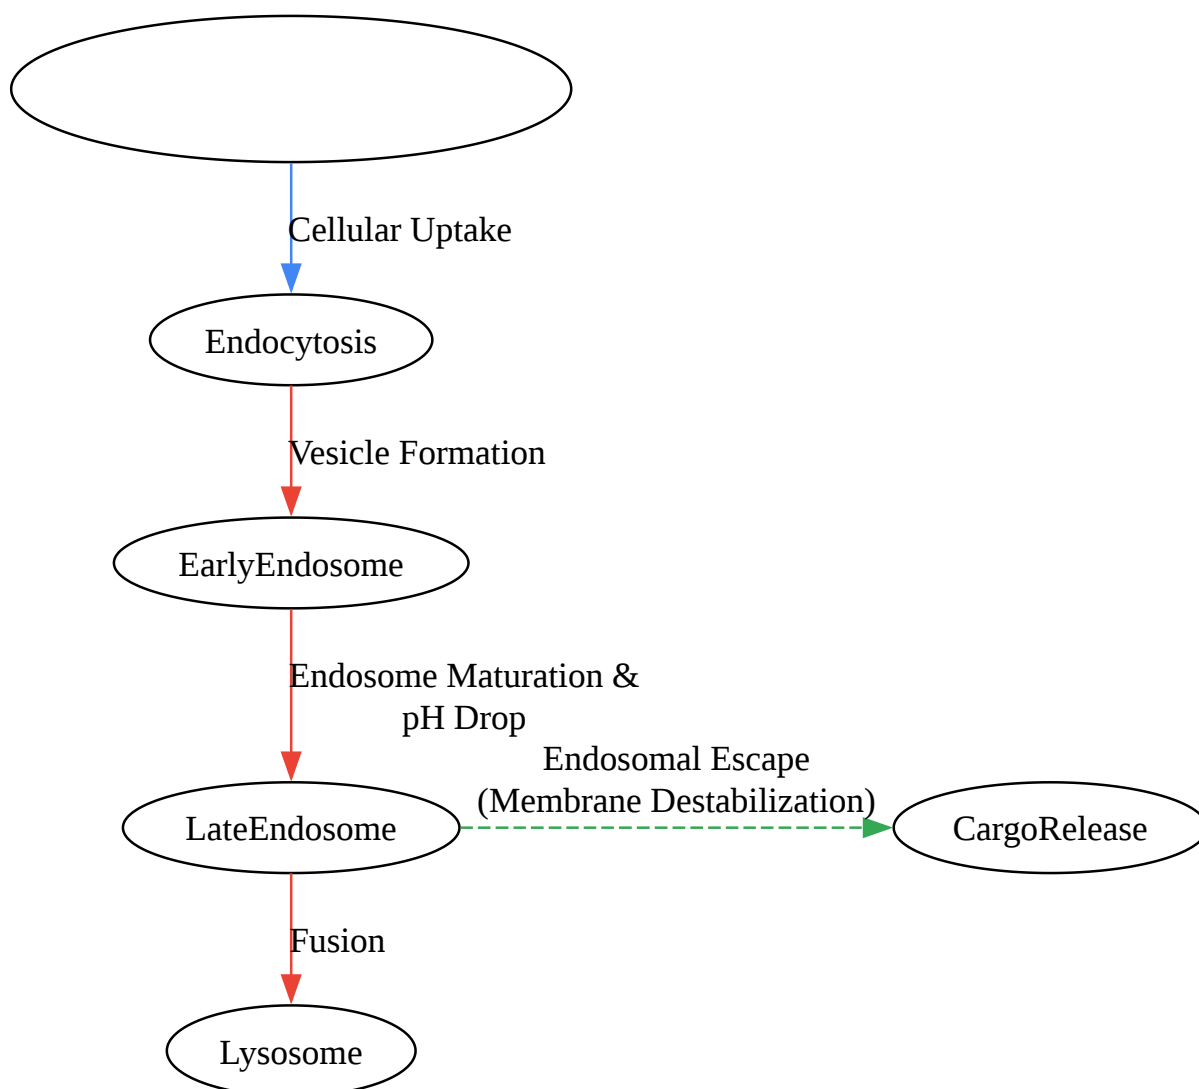 Cellular Uptake
Endocytosis
Vesicle Formation
EarlyEndosome
Endosome Maturation &
pH Drop
Endosomal Escape
(Membrane Destabilization)
LateEndosome
CargoRelease
Fusion
Lysosome